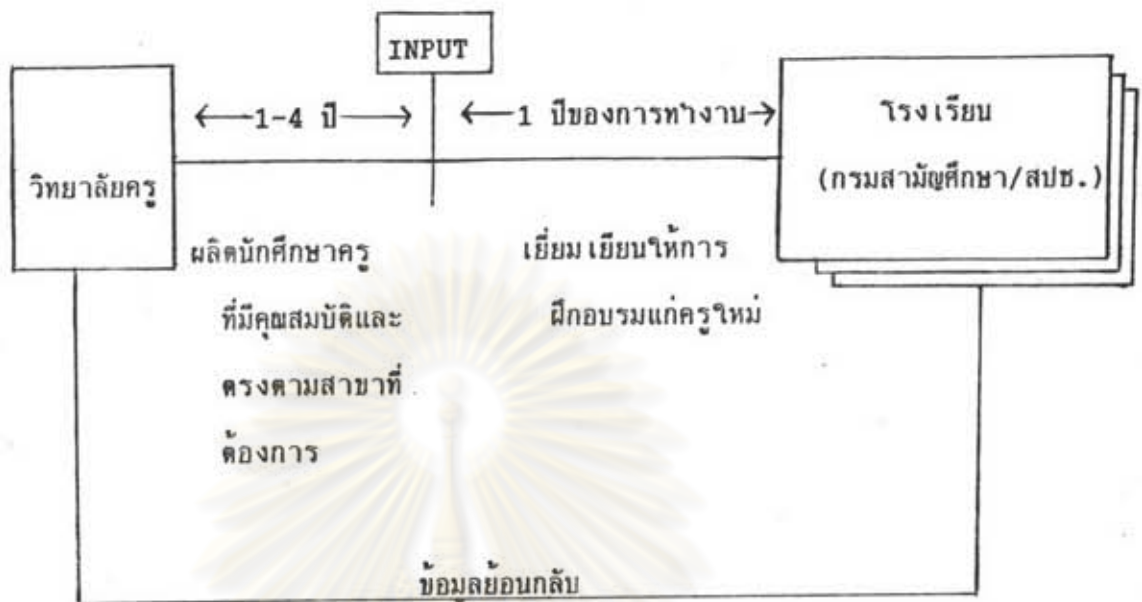 INPUT
←1-4 ปี→
←1 ปีของการทำงาน→
วิทยาลัยครู
โรงเรียน
(กรมสามัญศึกษา/สปช.)
ผลิตนักศึกษาครู
ที่มีคุณสมบัติและ
ตรงตามสาขาที่
ต้องการ
เยี่ยมเยียนให้การ
ฝึกอบรมแก่ครูใหม่
ข้อมูลย้อนกลับ